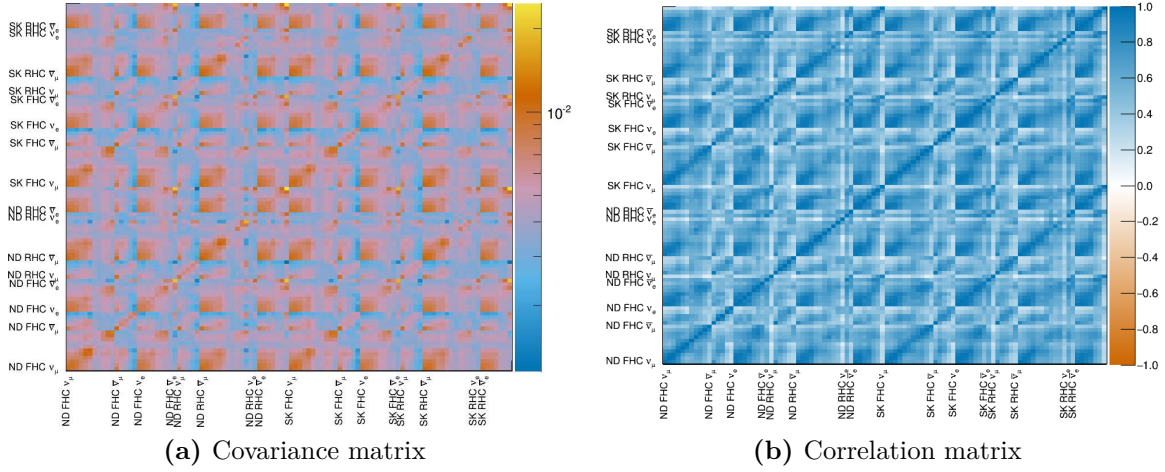 SK RHC ν̅e
SK RHC νe
SK RHC ν̅μ
SK RHC νμ
SK FHC ν̅e
SK FHC νe
SK FHC ν̅μ
SK FHC νμ
ND RHC ν̅e
ND RHC νe
ND RHC ν̅μ
ND RHC νμ
ND FHC ν̅e
ND FHC νe
ND FHC ν̅μ
ND FHC νμ
10⁻²
ND FHC νμ
ND FHC ν̅μ
ND FHC νe
ND FHC ν̅e
ND RHC νμ
ND RHC ν̅μ
ND RHC νe
ND RHC ν̅e
SK FHC νμ
SK FHC ν̅μ
SK FHC νe
SK FHC ν̅e
SK RHC νμ
SK RHC ν̅μ
SK RHC νe
SK RHC ν̅e
(a) Covariance matrix
SK RHC ν̅e
SK RHC νe
SK RHC ν̅μ
SK RHC νμ
SK FHC ν̅e
SK FHC νe
SK FHC ν̅μ
SK FHC νμ
ND RHC ν̅e
ND RHC νe
ND RHC ν̅μ
ND RHC νμ
ND FHC ν̅e
ND FHC νe
ND FHC ν̅μ
ND FHC νμ
1.0
0.8
0.6
0.4
0.2
0.0
−0.2
−0.4
−0.6
−0.8
−1.0
ND FHC νμ
ND FHC ν̅μ
ND FHC νe
ND FHC ν̅e
ND RHC νμ
ND RHC ν̅μ
ND RHC νe
ND RHC ν̅e
SK FHC νμ
SK FHC ν̅μ
SK FHC νe
SK FHC ν̅e
SK RHC νμ
SK RHC ν̅μ
SK RHC νe
SK RHC ν̅e
(b) Correlation matrix